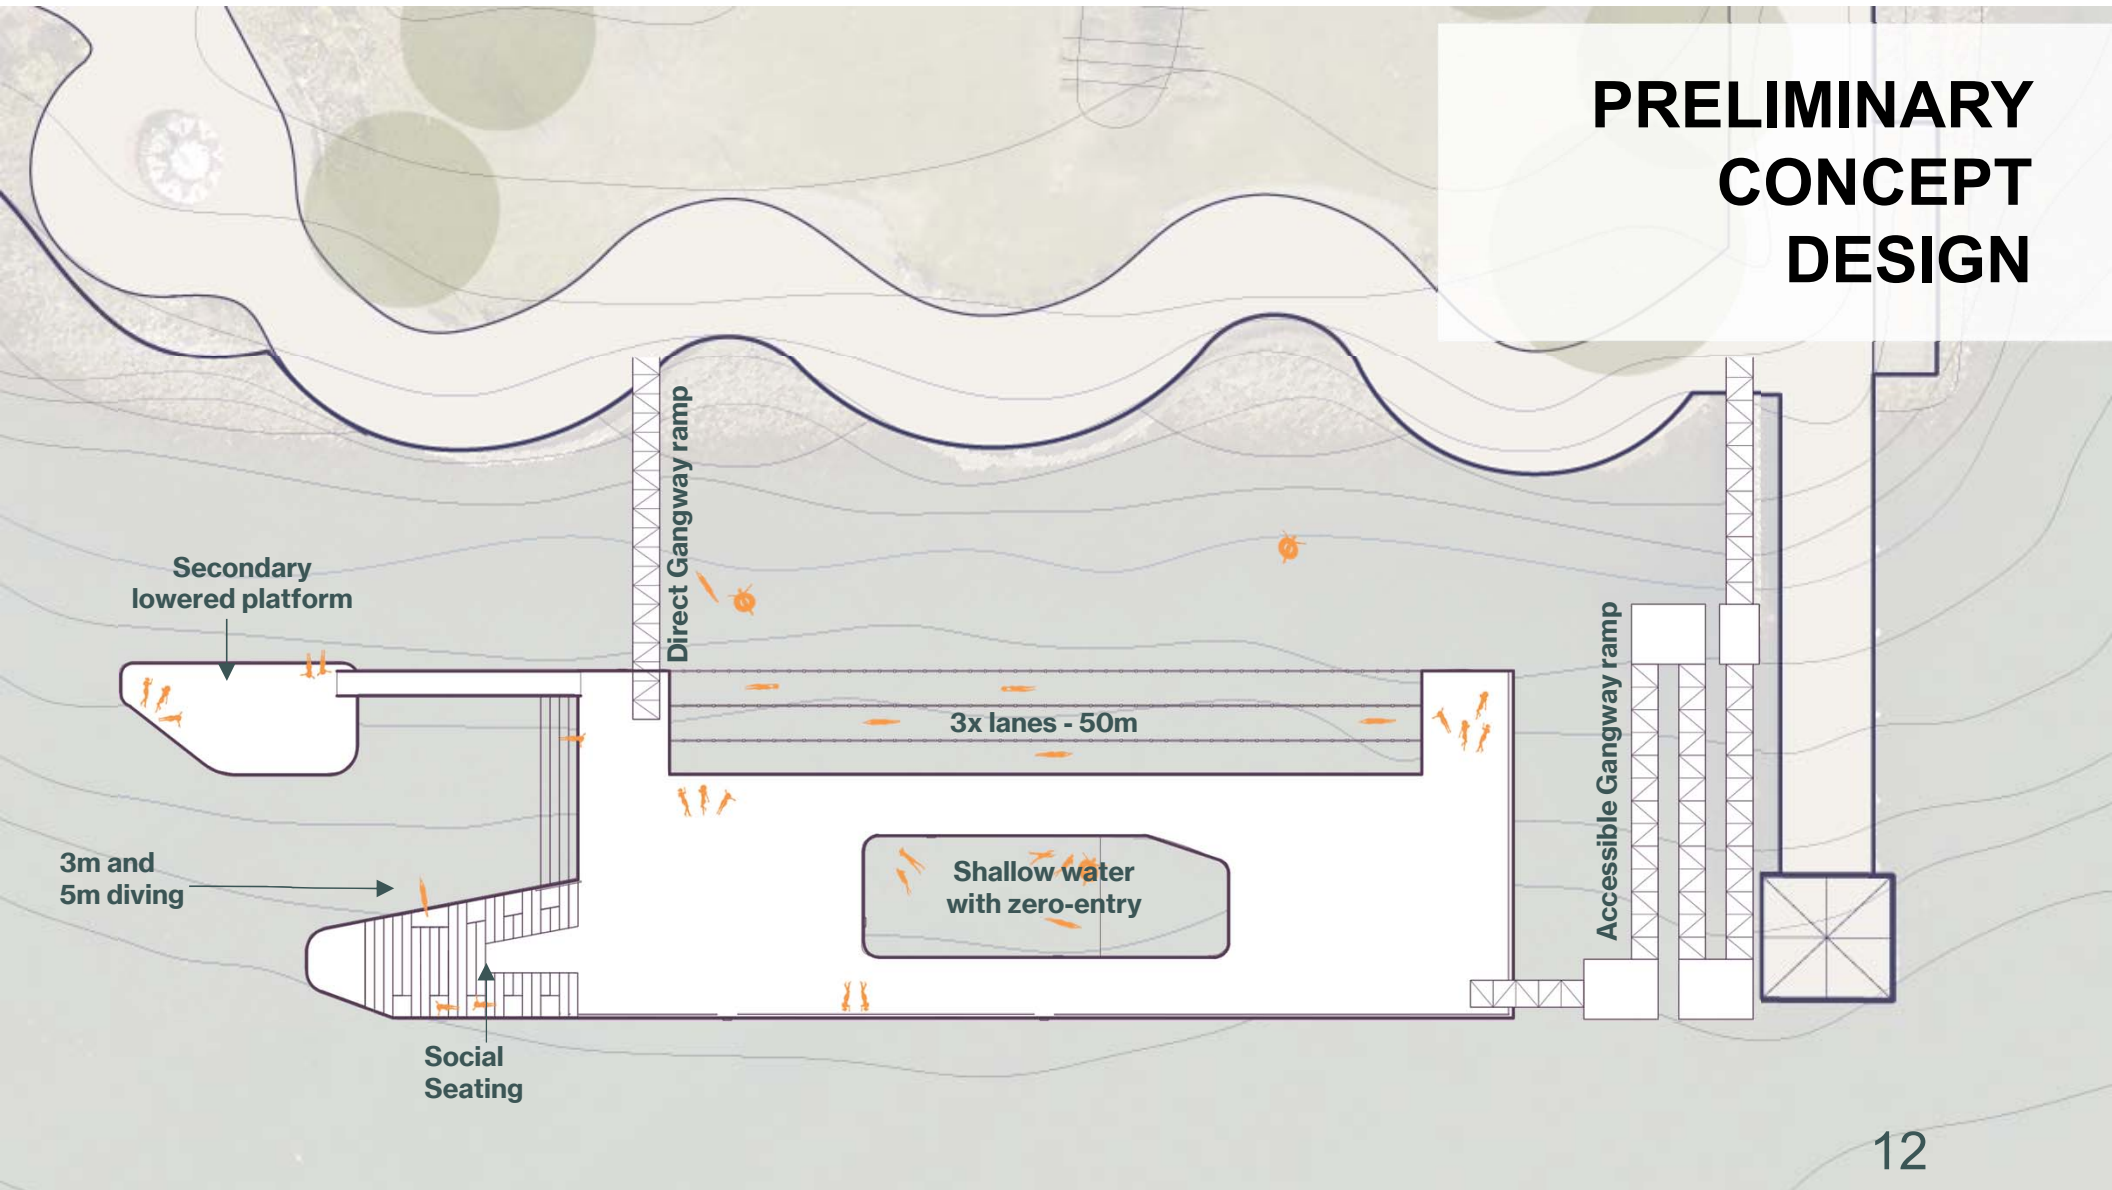 PRELIMINARY
CONCEPT
DESIGN
Direct Gangway ramp
Secondary
lowered platform
Accessible Gangway ramp
3x lanes - 50m
3m and
5m diving
Shallow water
with zero-entry
Social
Seating
12